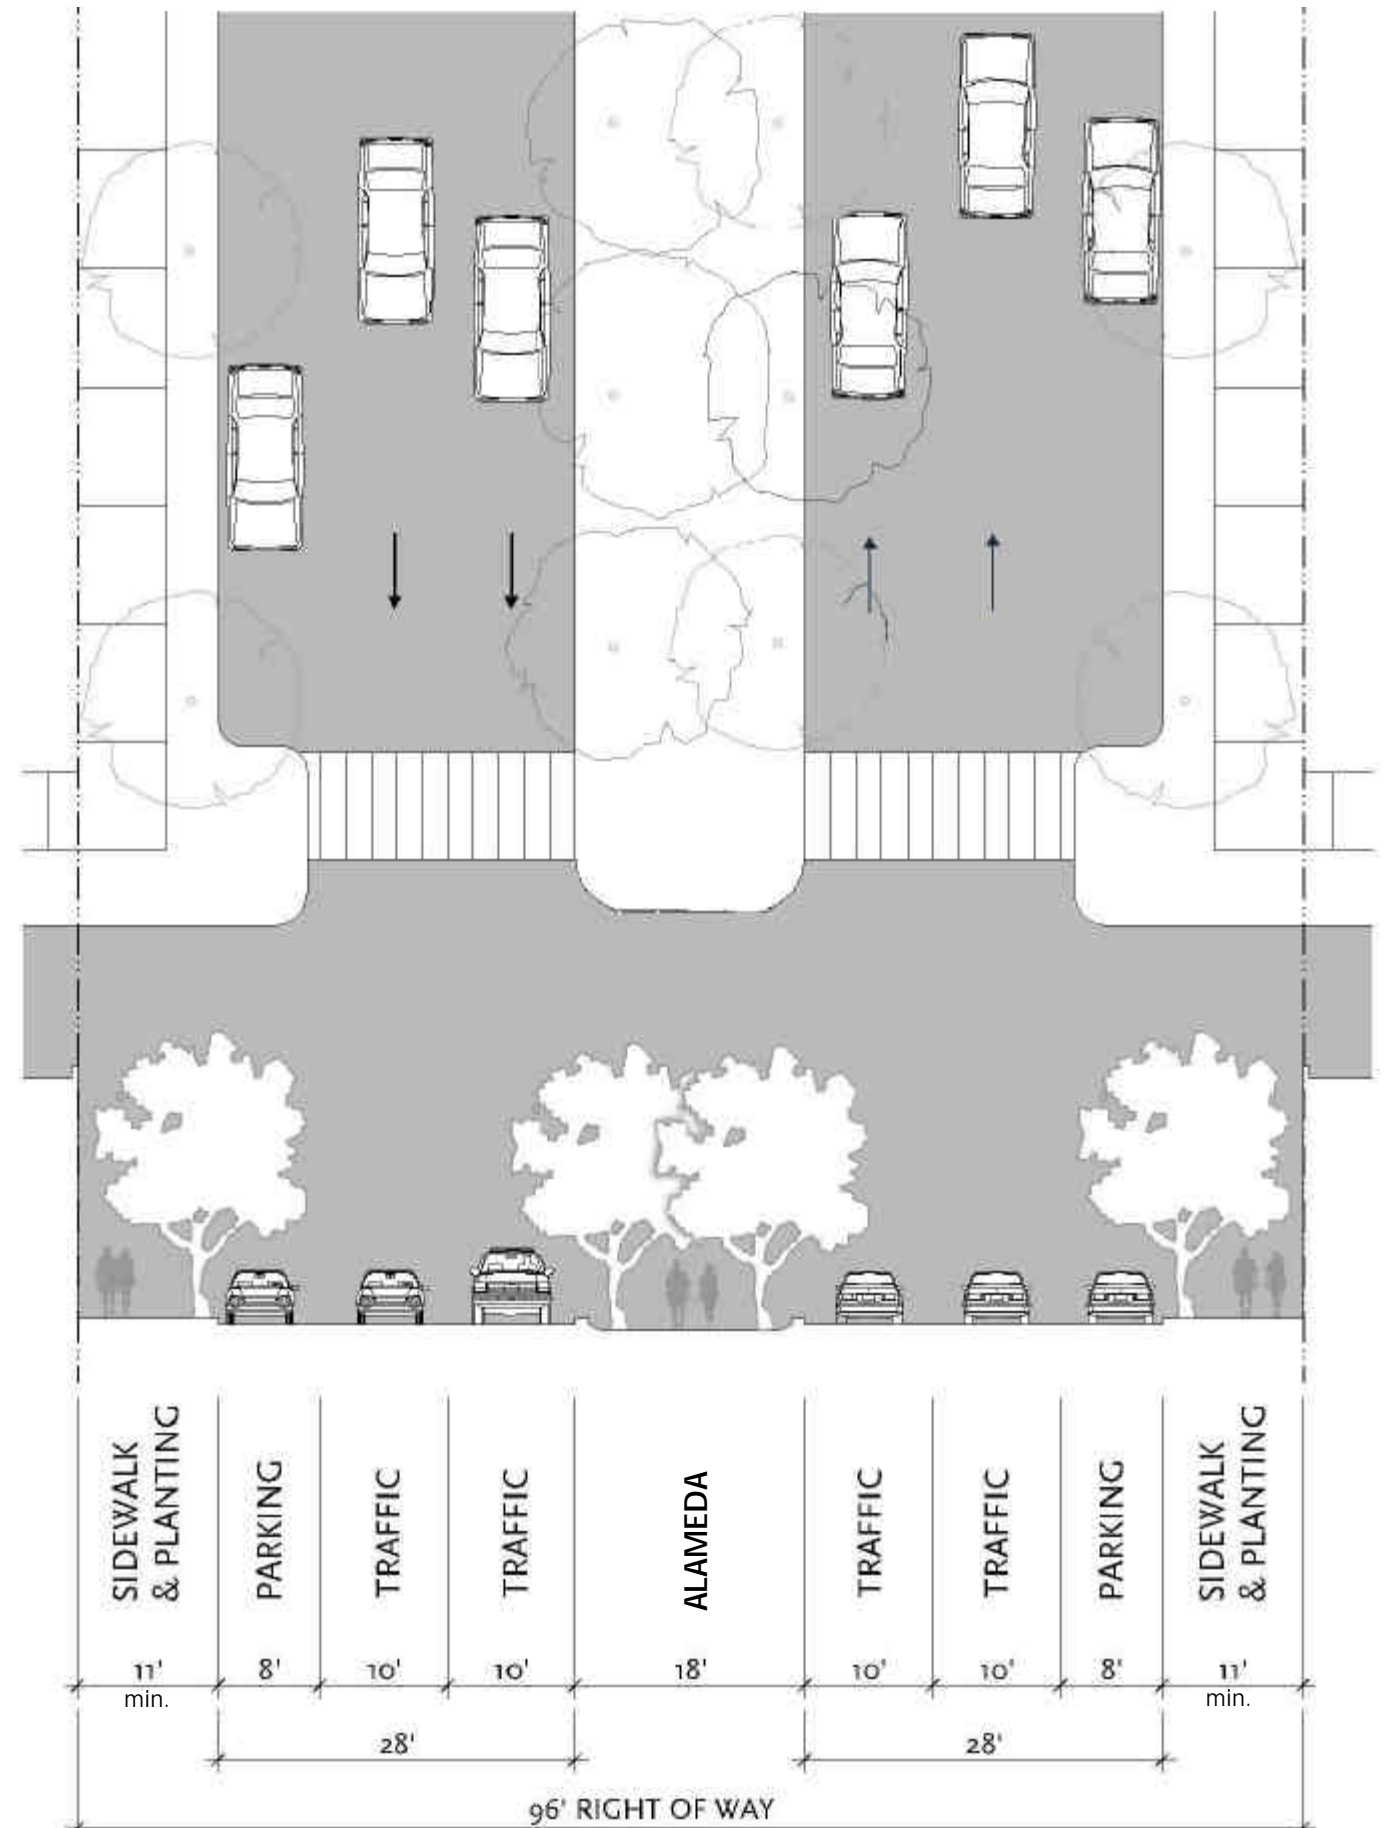 SIDEWALK
& PLANTING
PARKING
TRAFFIC
TRAFFIC
ALAMEDA
TRAFFIC
TRAFFIC
PARKING
SIDEWALK
& PLANTING
11' 8' 10' 10' 18' 10' 10' 8' 11'
min. min.
28' 28'
96' RIGHT OF WAY